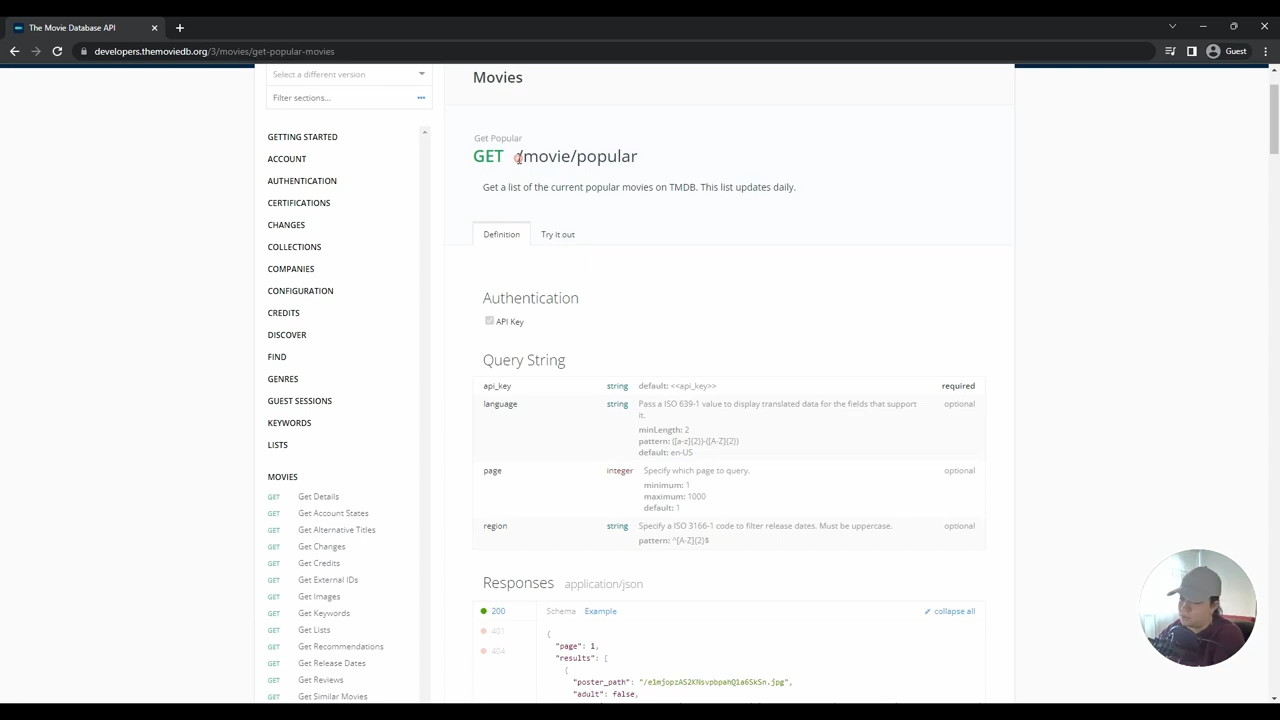 The Movie Database API
developers.themoviedb.org/3/movies/get-popular-movies
Guest
Select a different version
Filter sections...
GETTING STARTED
ACCOUNT
AUTHENTICATION
CERTIFICATIONS
CHANGES
COLLECTIONS
COMPANIES
CONFIGURATION
CREDITS
DISCOVER
FIND
GENRES
GUEST SESSIONS
KEYWORDS
LISTS
MOVIES
GET Get Details
GET Get Account States
GET Get Alternative Titles
GET Get Changes
GET Get Credits
GET Get External IDs
GET Get Images
GET Get Keywords
GET Get Lists
GET Get Recommendations
GET Get Release Dates
GET Get Reviews
GET Get Similar Movies
Movies
Get Popular
GET /movie/popular
Get a list of the current popular movies on TMDB. This list updates daily.
Definition Try it out
Authentication
API Key
Query String
api_key string default: <<api_key>> required
language string Pass a ISO 639-1 value to display translated data for the fields that support optional
it.
minLength: 2
pattern: ([a-z]{2})-([A-Z]{2})
default: en-US
page integer Specify which page to query. optional
minimum: 1
maximum: 1000
default: 1
region string Specify a ISO 3166-1 code to filter release dates. Must be uppercase. optional
pattern: ^[A-Z]{2}$
Responses application/json
200 Schema Example collapse all
401
404
{
"page": 1,
"results": [
{
"poster_path": "/e1mjopzAS2KNsvpbpahQ1a6SkSn.jpg",
"adult": false,